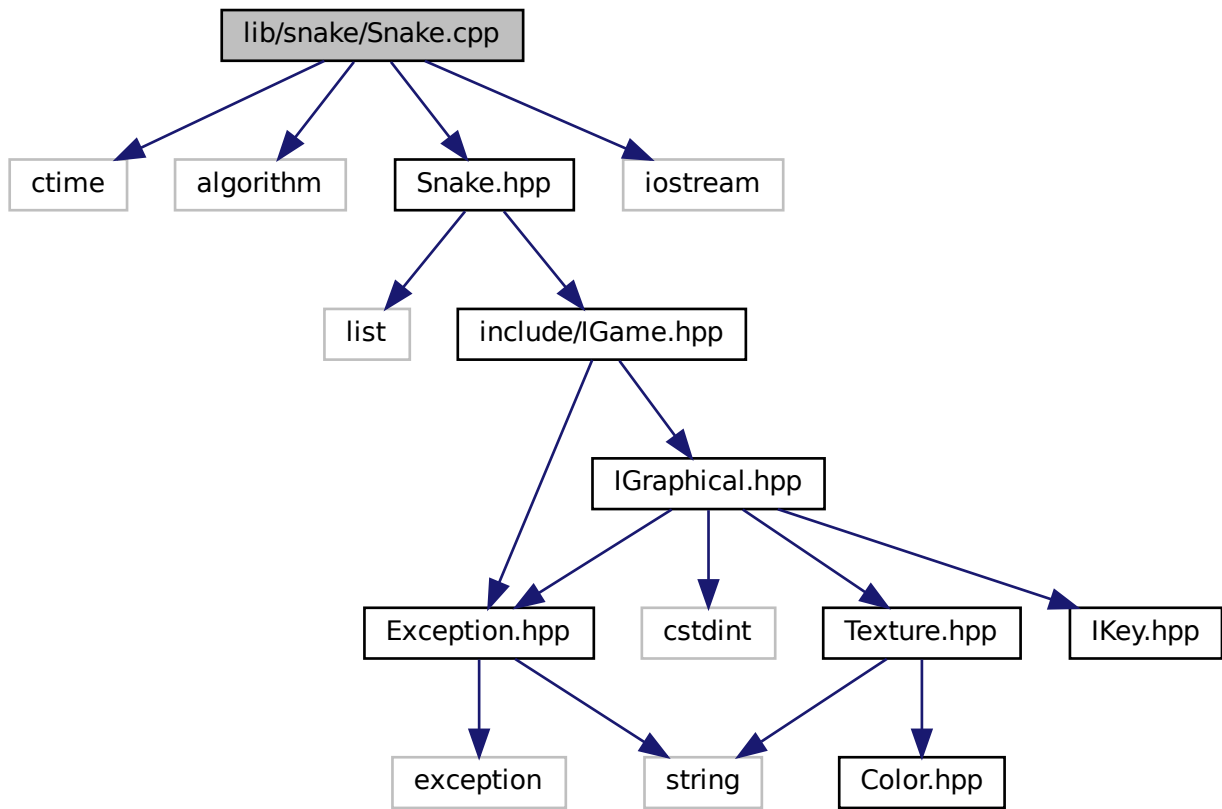 lib/snake/Snake.cpp
ctime
algorithm
Snake.hpp
iostream
list
include/IGame.hpp
IGraphical.hpp
Exception.hpp
cstdint
Texture.hpp
IKey.hpp
exception
string
Color.hpp